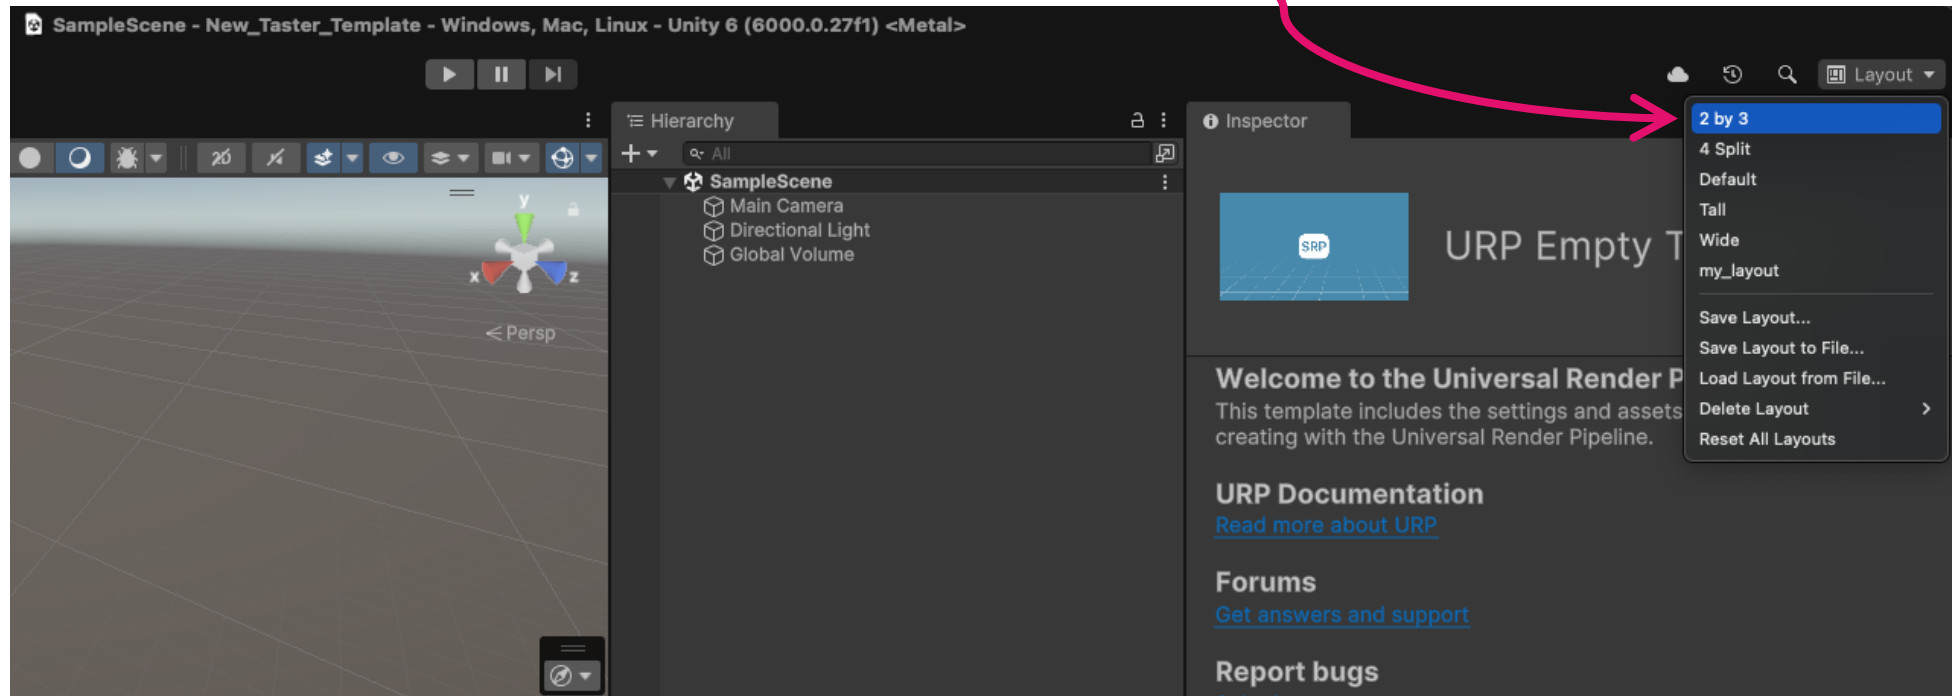 SampleScene - New_Taster_Template - Windows, Mac, Linux - Unity 6 (6000.0.27f1) <Metal>
Layout
Hierarchy
Inspector
2 by 3
4 Split
Default
Tall
Wide
my_layout
Save Layout...
Save Layout to File...
Load Layout from File...
Delete Layout
Reset All Layouts
2D
All
SampleScene
Main Camera
Directional Light
Global Volume
y
x
z
Persp
SRP
URP Empty T
Welcome to the Universal Render P
This template includes the settings and assets
creating with the Universal Render Pipeline.
URP Documentation
Read more about URP
Forums
Get answers and support
Report bugs